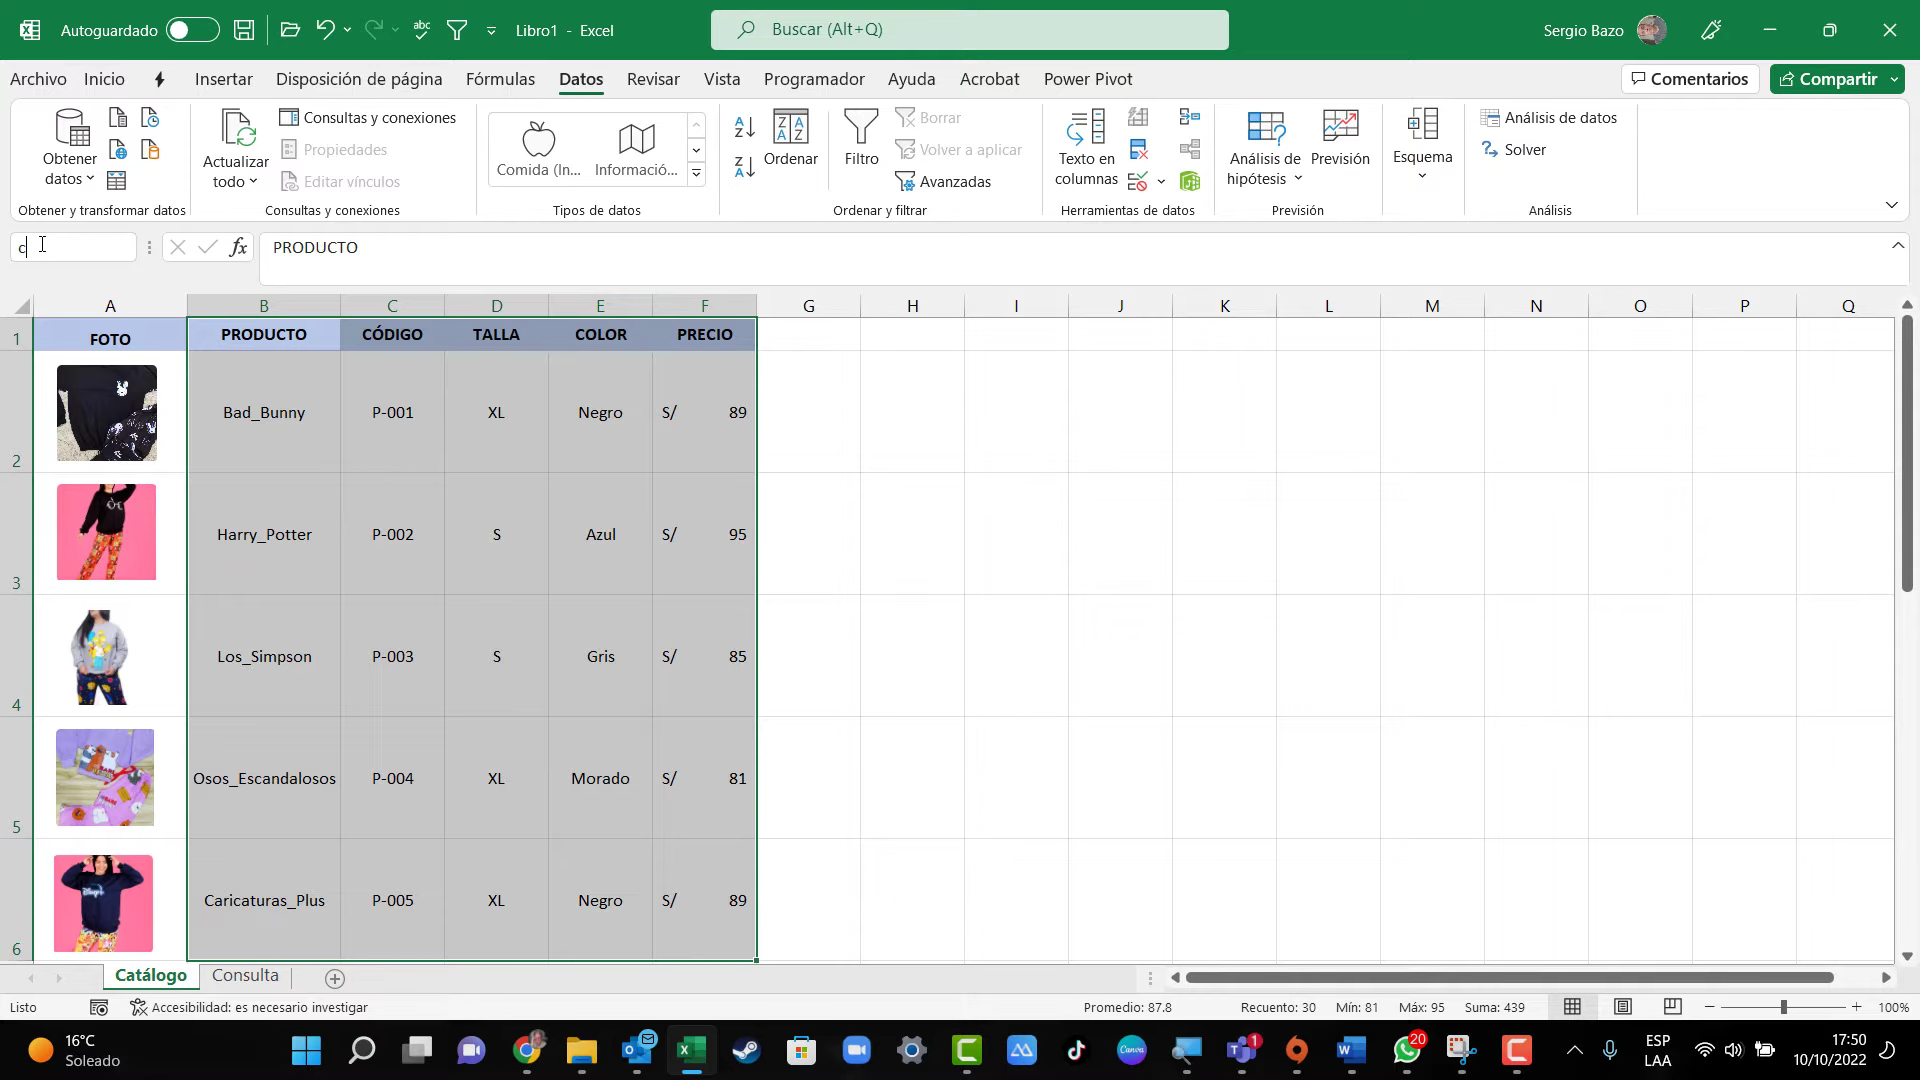 Autoguardado
abc
Libro1 - Excel
Buscar (Alt+Q)
Sergio Bazo
Archivo Inicio Insertar Disposición de página Fórmulas Datos Revisar Vista Programador Ayuda Acrobat Power Pivot
Comentarios Compartir
Obtener datos
Obtener y transformar datos
Actualizar todo
Consultas y conexiones
Propiedades
Editar vínculos
Consultas y conexiones
Comida (In... Informació...
Tipos de datos
Ordenar
Filtro
Borrar
Volver a aplicar
Avanzadas
Ordenar y filtrar
Texto en columnas
Herramientas de datos
Análisis de hipótesis
Previsión
Previsión
Esquema
Análisis de datos
Solver
Análisis
c fx PRODUCTO
A B C D E F G H I J K L M N O P Q
1 FOTO PRODUCTO CÓDIGO TALLA COLOR PRECIO
2 Bad_Bunny P-001 XL Negro S/ 89
3 Harry_Potter P-002 S Azul S/ 95
4 Los_Simpson P-003 S Gris S/ 85
5 Osos_Escandalosos P-004 XL Morado S/ 81
6 Caricaturas_Plus P-005 XL Negro S/ 89
Catálogo Consulta
Listo Accesibilidad: es necesario investigar Promedio: 87.8 Recuento: 30 Mín: 81 Máx: 95 Suma: 439 100%
16°C
Soleado
Canva
1
20
ESP
LAA
17:50
10/10/2022